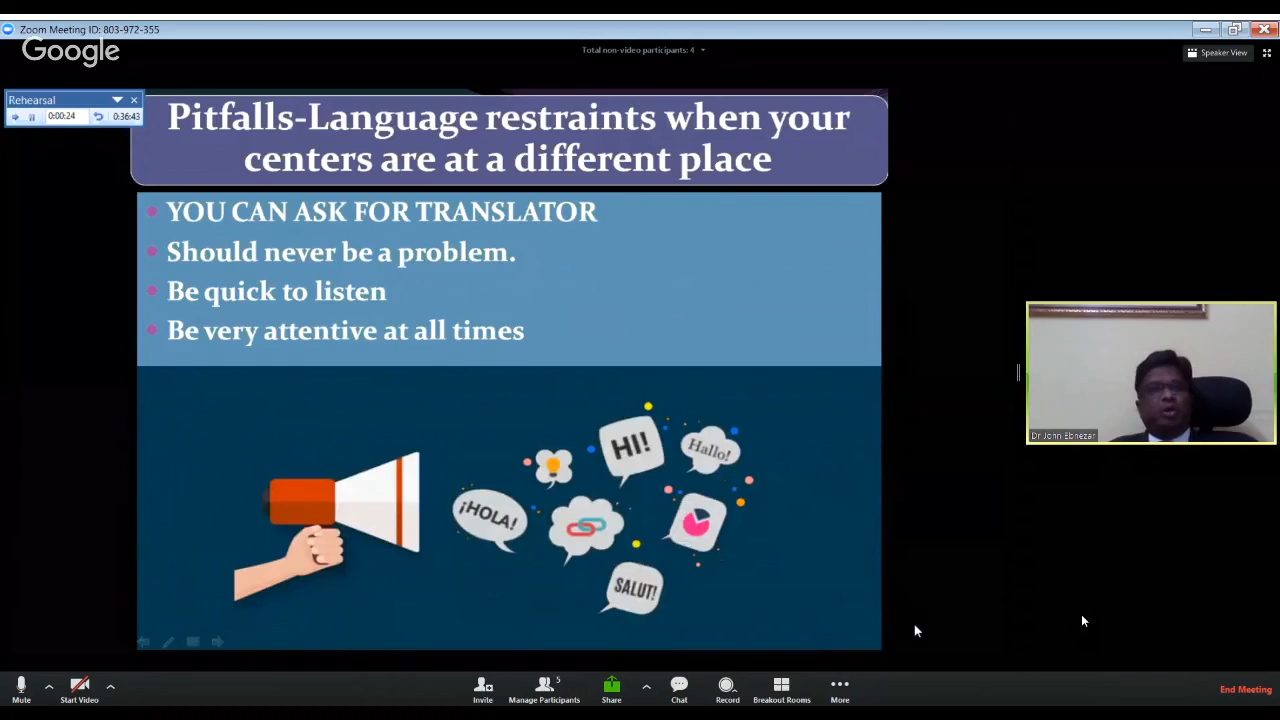 Zoom Meeting ID: 803-972-355
Google
Total non-video participants: 4
Speaker View
Rehearsal
0:00:24
0:36:43
Pitfalls-Language restraints when your
centers are at a different place
YOU CAN ASK FOR TRANSLATOR
Should never be a problem.
Be quick to listen
Be very attentive at all times
HI!
Hallo!
¡HOLA!
SALUT!
Dr John Ebnezar
Mute
Start Video
Invite
5
Manage Participants
Share
Chat
Record
Breakout Rooms
More
End Meeting